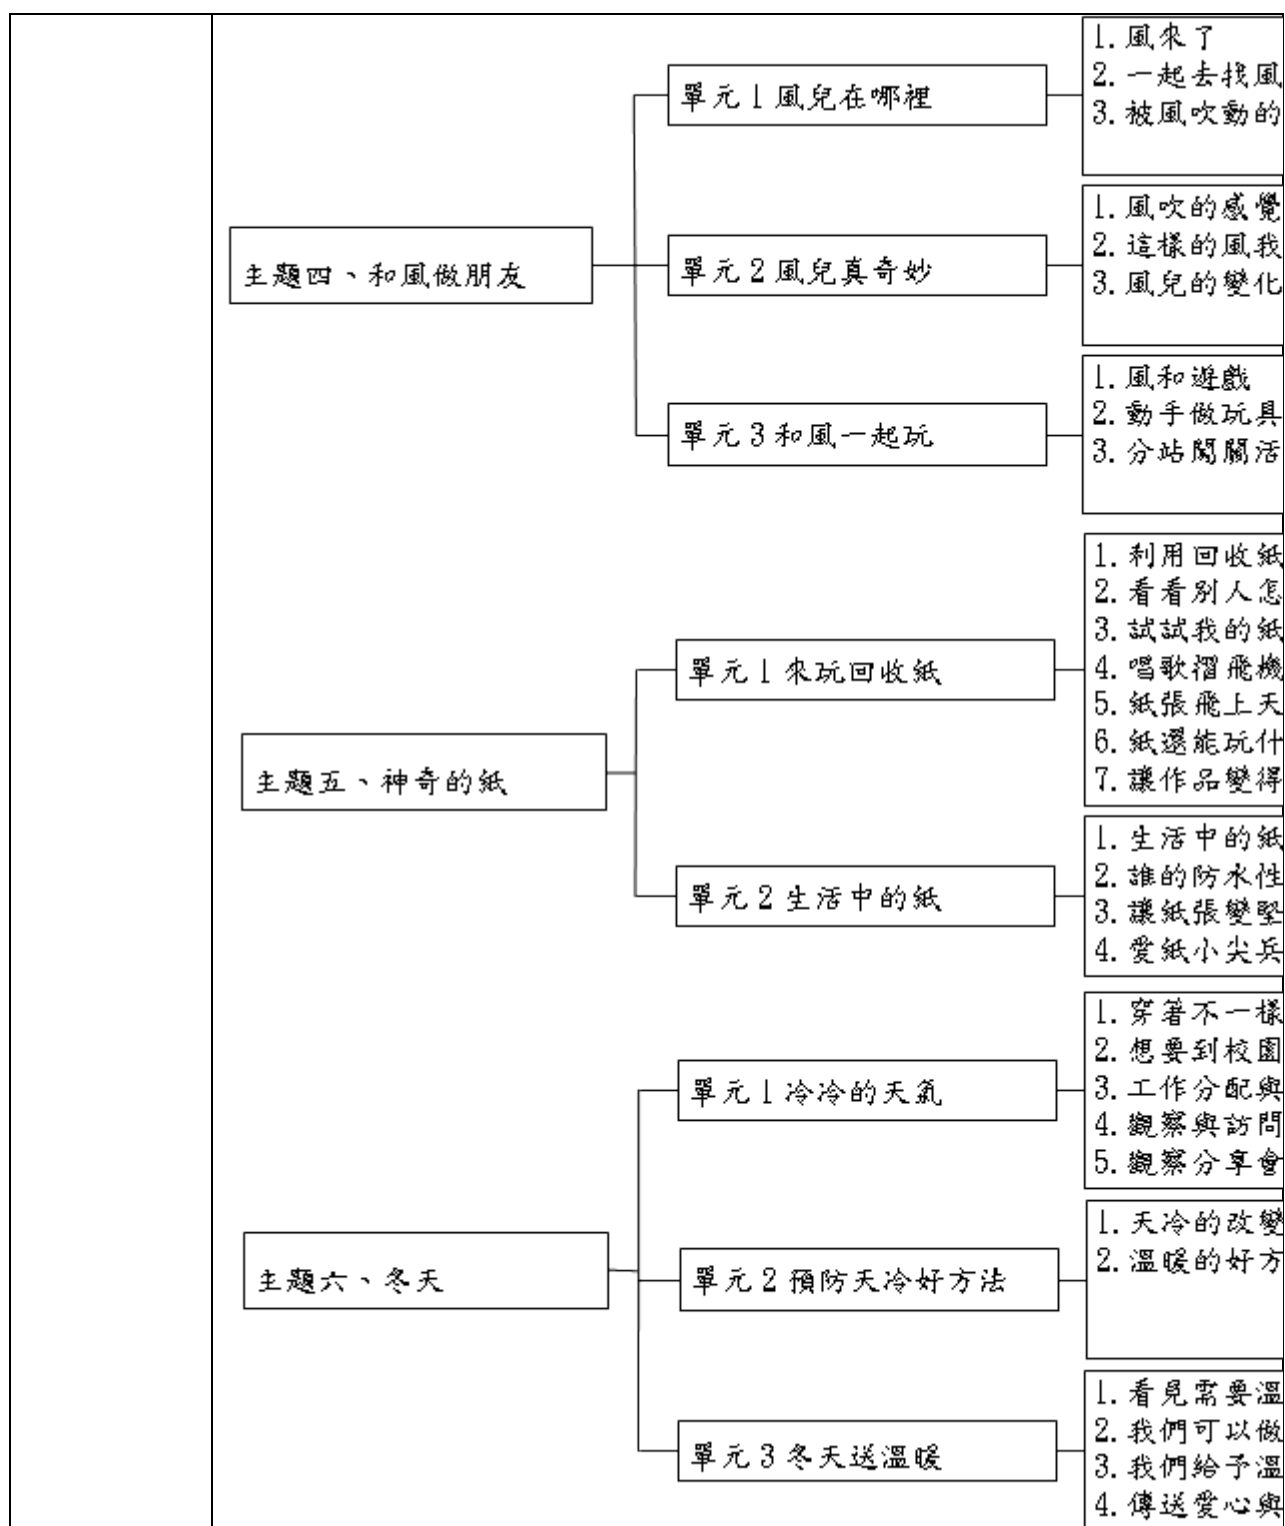 主題四、和風做朋友
單元1風兒在哪裡
1.風來了
2.一起去找風
3.被風吹動的
單元2風兒真奇妙
1.風吹的感覺
2.這樣的風我
3.風兒的變化
單元3和風一起玩
1.風和遊戲
2.動手做玩具
3.分站闖關活
主題五、神奇的紙
單元1來玩回收紙
1.利用回收紙
2.看看別人怎
3.試試我的紙
4.唱歌摺飛機
5.紙張飛上天
6.紙還能玩什
7.讓作品變得
單元2生活中的紙
1.生活中的紙
2.誰的防水性
3.讓紙張變堅
4.愛紙小尖兵
主題六、冬天
單元1冷冷的天氣
1.穿著不一樣
2.想要到校園
3.工作分配與
4.觀察與訪問
5.觀察分享會
單元2預防天冷好方法
1.天冷的改變
2.溫暖的好方
單元3冬天送溫暖
1.看見需要溫
2.我們可以做
3.我們給予溫
4.傳送愛心與